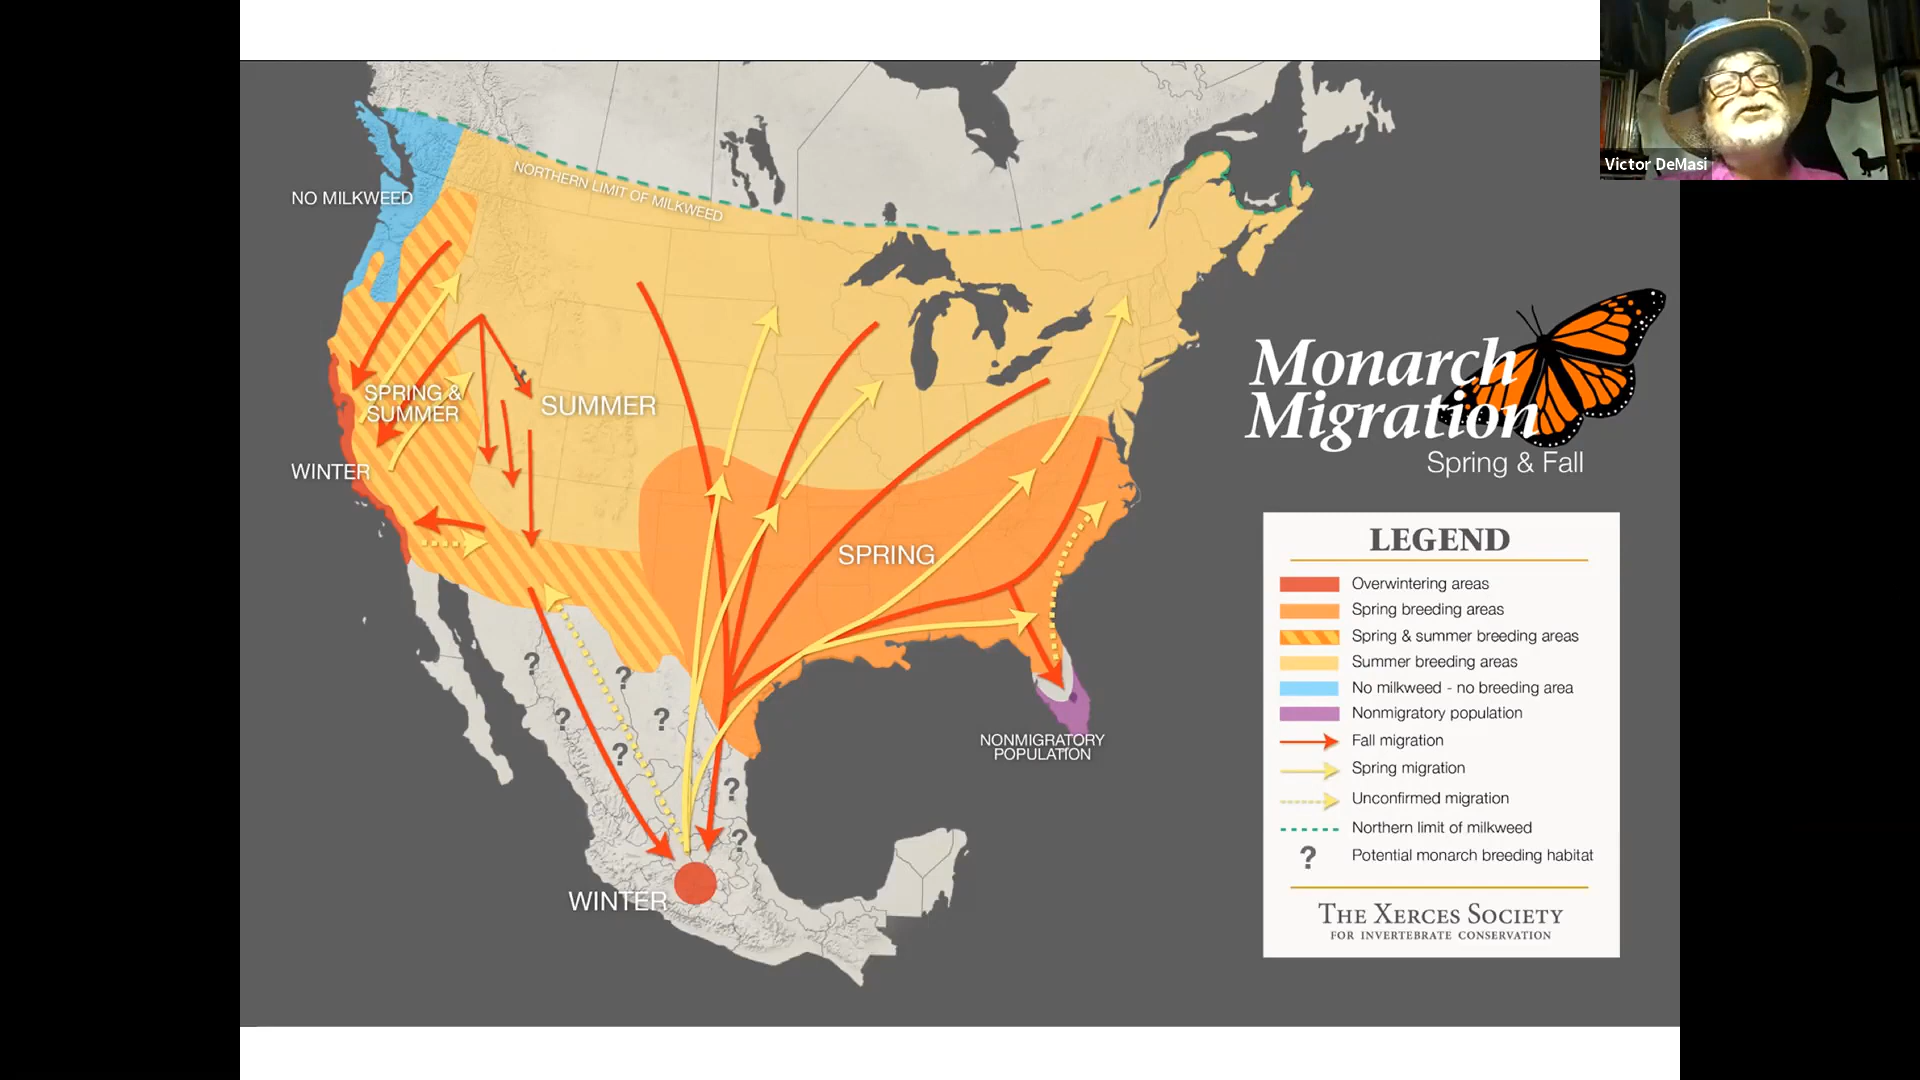 Victor DeMasi
NO MILKWEED
NORTHERN LIMIT OF MILKWEED
SPRING &
SUMMER
SUMMER
WINTER
SPRING
NONMIGRATORY
POPULATION
WINTER
?
?
?
?
?
?
?
Monarch
Migration
Spring & Fall
LEGEND
Overwintering areas
Spring breeding areas
Spring & summer breeding areas
Summer breeding areas
No milkweed - no breeding area
Nonmigratory population
Fall migration
Spring migration
Unconfirmed migration
Northern limit of milkweed
? Potential monarch breeding habitat
THE XERCES SOCIETY
FOR INVERTEBRATE CONSERVATION